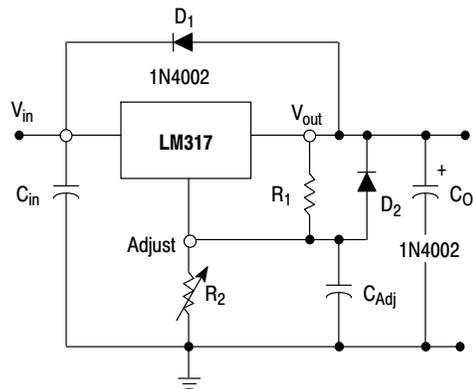 D1
1N4002
Vin
Vout
LM317
Cin
R1
D2
+
CO
1N4002
Adjust
R2
CAdj